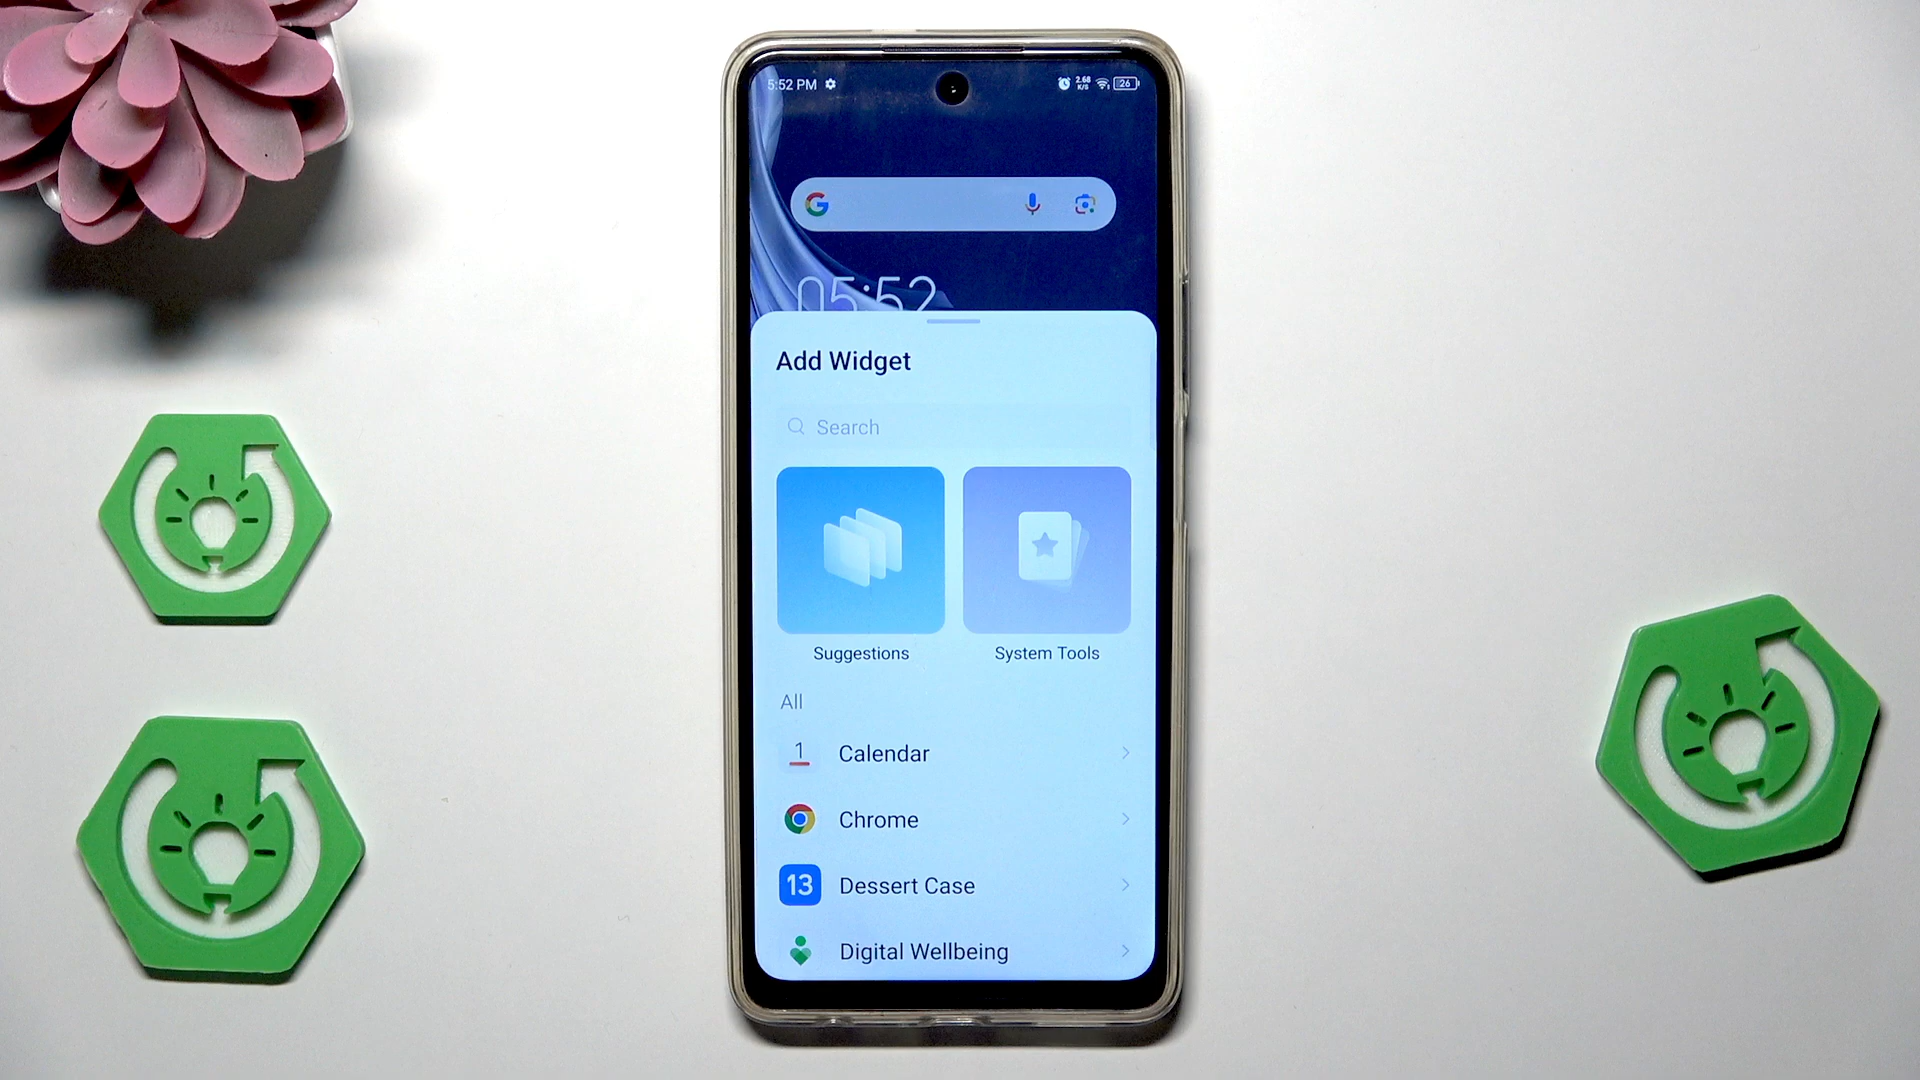 5:52 PM 2.68 K/S 26
05:52
Add Widget
Search
Suggestions System Tools
All
1 Calendar
Chrome
13 Dessert Case
Digital Wellbeing